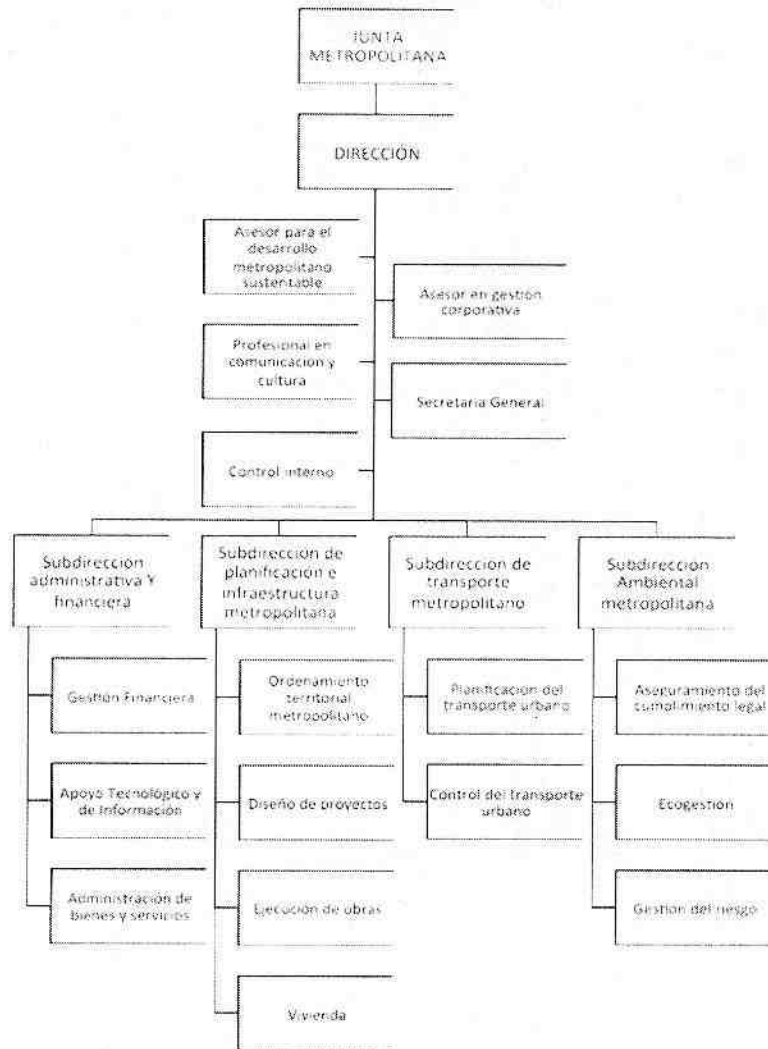 JUNTA
METROPOLITANA
DIRECCIÓN
Asesor para el
desarrollo
metropolitano
sustentable
Asesor en gestión
corporativa
Profesional en
comunicación y
cultura
Secretaria General
Control interno
Subdirección
administrativa Y
financiera
Subdirección de
planificación e
infraestructura
metropolitana
Subdirección de
transporte
metropolitano
Subdirección
Ambiental
metropolitana
Gestión Financiera
Ordenamiento
territorial
metropolitano
Planificación del
transporte urbano
Aseguramiento del
cumplimiento legal
Apoyo Tecnológico y
de Información
Diseño de proyectos
Control del transporte
urbano
Ecogestión
Administración de
bienes y servicios
Ejecución de obras
Gestión del riesgo
Vivienda